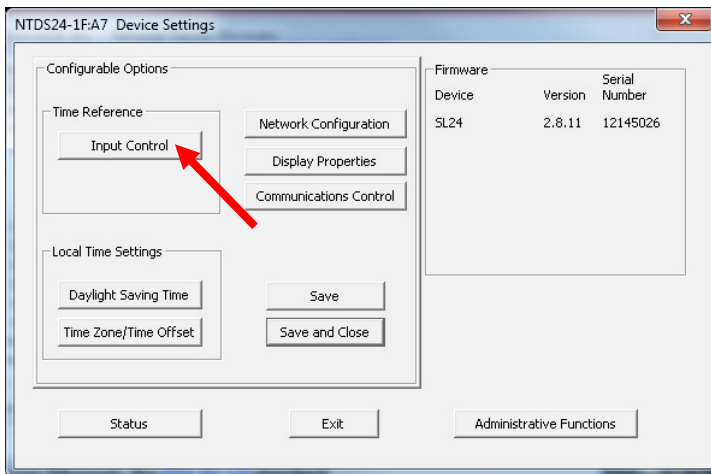 NTDS24-1F:A7 Device Settings
Configurable Options
Time Reference
Input Control
Network Configuration
Display Properties
Communications Control
Local Time Settings
Daylight Saving Time
Time Zone/Time Offset
Save
Save and Close
Firmware
Device Version Serial Number
SL24 2.8.11 12145026
Status
Exit
Administrative Functions